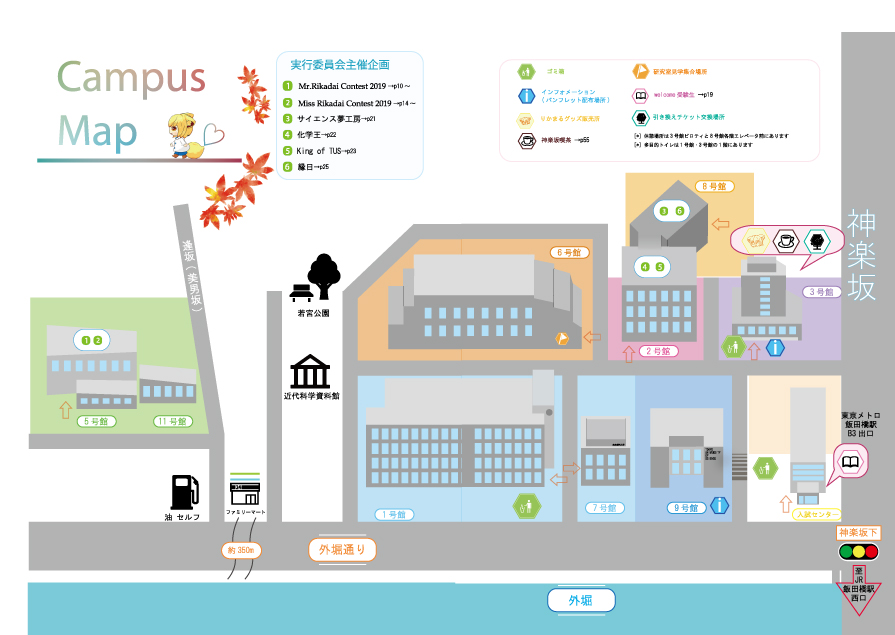 Campus
Map
実行委員会主催企画
1 Mr.Rikadai Contest 2019→p10～
2 Miss Rikadai Contest 2019→p14～
3 サイエンス夢工房→p21
4 化学王→p22
5 King of TUS→p23
6 縁日→p25
ゴミ箱
インフォメーション
(パンフレット配布場所)
りかまるグッズ販売所
神楽坂喫茶 →p55
研究室見学集合場所
welcome 受験生 →p19
引き換えチケット交換場所
[*] 休憩場所は3号館ピロティと8号館各階エレベータ前にあります
[*] 多目的トイレは1号館・3号館の1階にあります
神楽坂
8号館
3 6
6号館
4 5
3号館
2号館
逢坂(美男坂)
若宮公園
近代科学資料館
1 2
5号館
11号館
東京メトロ
飯田橋駅
B3出口
油 セルフ
ファミリーマート
1号館
7号館
9号館
入試センター
約350m
外堀通り
神楽坂下
外堀
至
JR
飯田橋駅
西口